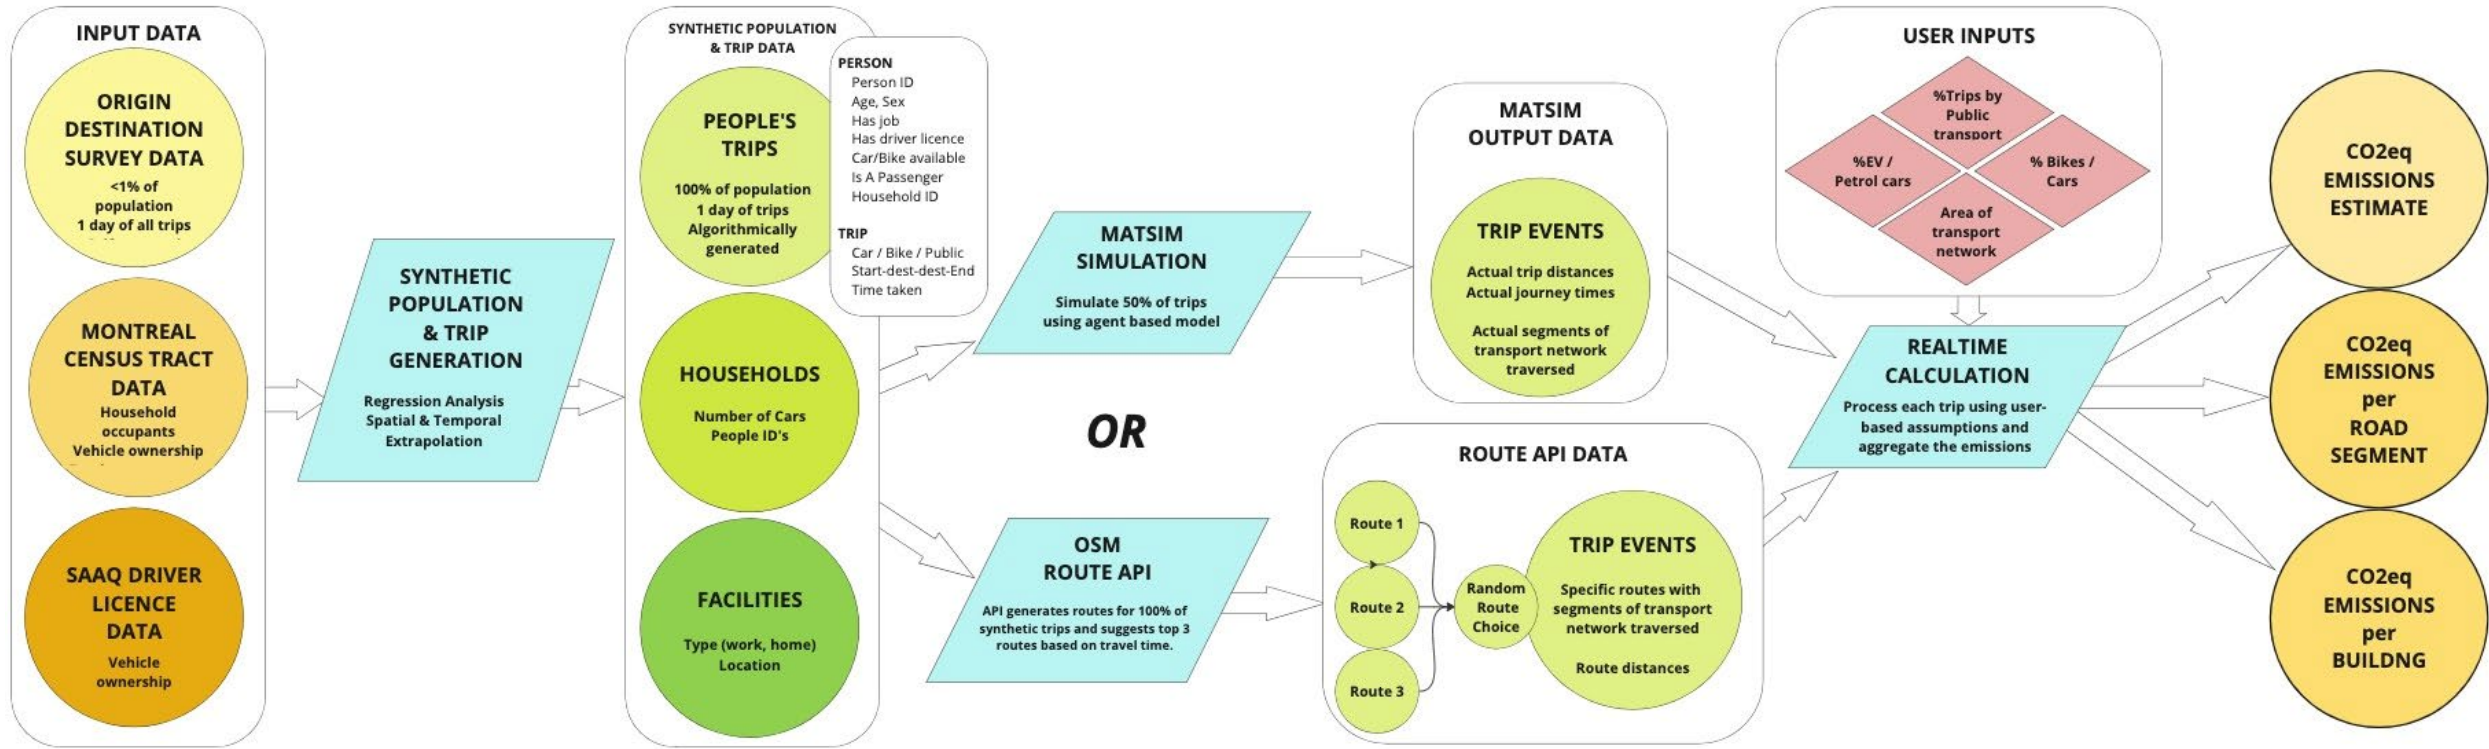 INPUT DATA
ORIGIN
DESTINATION
SURVEY DATA
<1% of
population
1 day of all trips
MONTREAL
CENSUS TRACT
DATA
Household
occupants
Vehicle ownership
SAAQ DRIVER
LICENCE
DATA
Vehicle
ownership
SYNTHETIC
POPULATION
& TRIP
GENERATION
Regression Analysis
Spatial & Temporal
Extrapolation
SYNTHETIC POPULATION
& TRIP DATA
PEOPLE'S
TRIPS
100% of population
1 day of trips
Algorithmically
generated
PERSON
Person ID
Age, Sex
Has job
Has driver licence
Car/Bike available
Is A Passenger
Household ID
TRIP
Car / Bike / Public
Start-dest-dest-End
Time taken
HOUSEHOLDS
Number of Cars
People ID's
FACILITIES
Type (work, home)
Location
MATSIM
SIMULATION
Simulate 50% of trips
using agent based model
OR
OSM
ROUTE API
API generates routes for 100% of
synthetic trips and suggests top 3
routes based on travel time.
MATSIM
OUTPUT DATA
TRIP EVENTS
Actual trip distances
Actual journey times
Actual segments of
transport network
traversed
ROUTE API DATA
Route 1
Route 2
Route 3
Random
Route
Choice
TRIP EVENTS
Specific routes with
segments of transport
network traversed
Route distances
USER INPUTS
%Trips by
Public
transport
%EV /
Petrol cars
% Bikes /
Cars
Area of
transport
network
REALTIME
CALCULATION
Process each trip using user-
based assumptions and
aggregate the emissions
CO2eq
EMISSIONS
ESTIMATE
CO2eq
EMISSIONS
per
ROAD
SEGMENT
CO2eq
EMISSIONS
per
BUILDNG